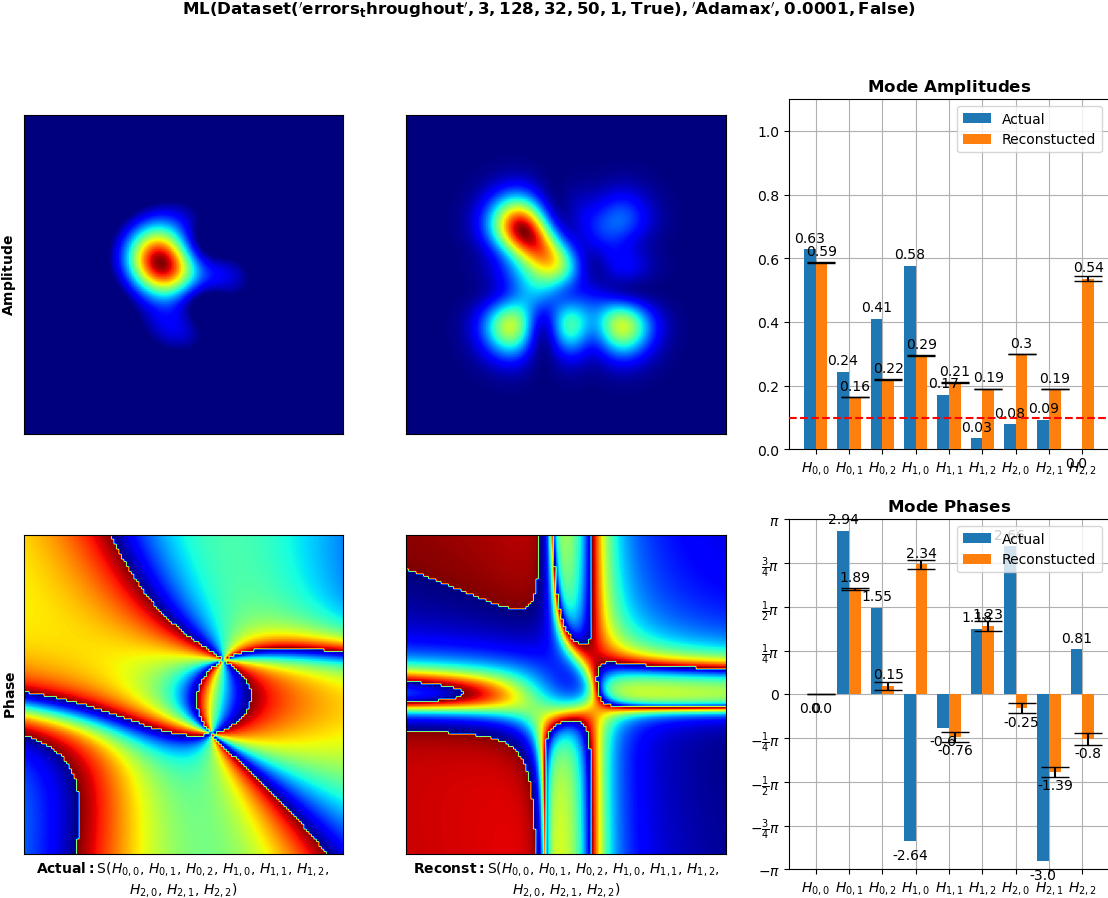 ML(Dataset('errors_throughout', 3, 128, 32, 50, 1, True), 'Adamax', 0.0001, False)
Amplitude
Mode Amplitudes
Actual
Reconstucted
1.0
0.8
0.6
0.4
0.2
0.0
0.63
0.59
0.24
0.16
0.41
0.22
0.58
0.29
0.17
0.21
0.03
0.19
0.08
0.3
0.09
0.19
0.0
0.54
H0,0 H0,1 H0,2 H1,0 H1,1 H1,2 H2,0 H2,1 H2,2
Phase
Mode Phases
Actual
Reconstucted
π
3/4π
1/2π
1/4π
0
−1/4π
−1/2π
−3/4π
−π
0.0
0.0
2.94
1.89
1.55
0.15
-2.64
2.34
-0.6
-0.76
1.18
1.23
-0.25
-3.0
-1.39
0.81
-0.8
H0,0 H0,1 H0,2 H1,0 H1,1 H1,2 H2,0 H2,1 H2,2
Actual: S(H0,0, H0,1, H0,2, H1,0, H1,1, H1,2,
H2,0, H2,1, H2,2)
Reconst: S(H0,0, H0,1, H0,2, H1,0, H1,1, H1,2,
H2,0, H2,1, H2,2)